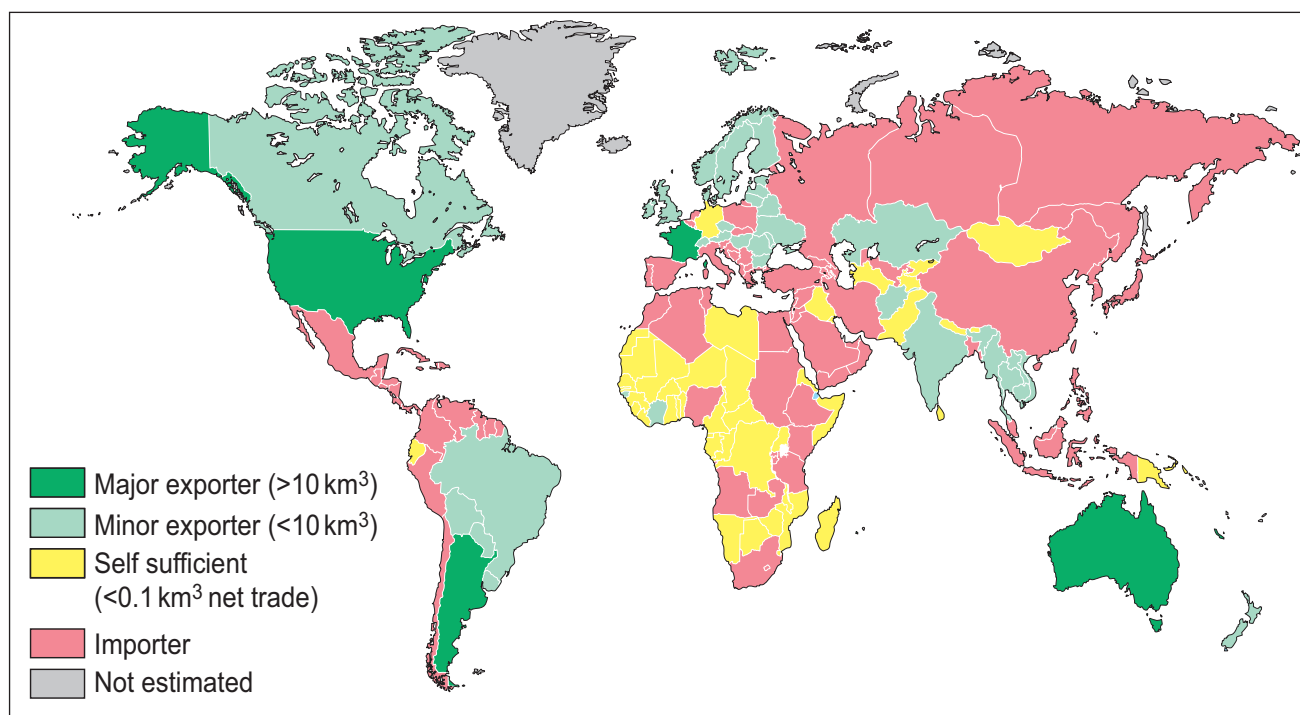 Major exporter (>10 km³)
Minor exporter (<10 km³)
Self sufficient
(<0.1 km³ net trade)
Importer
Not estimated